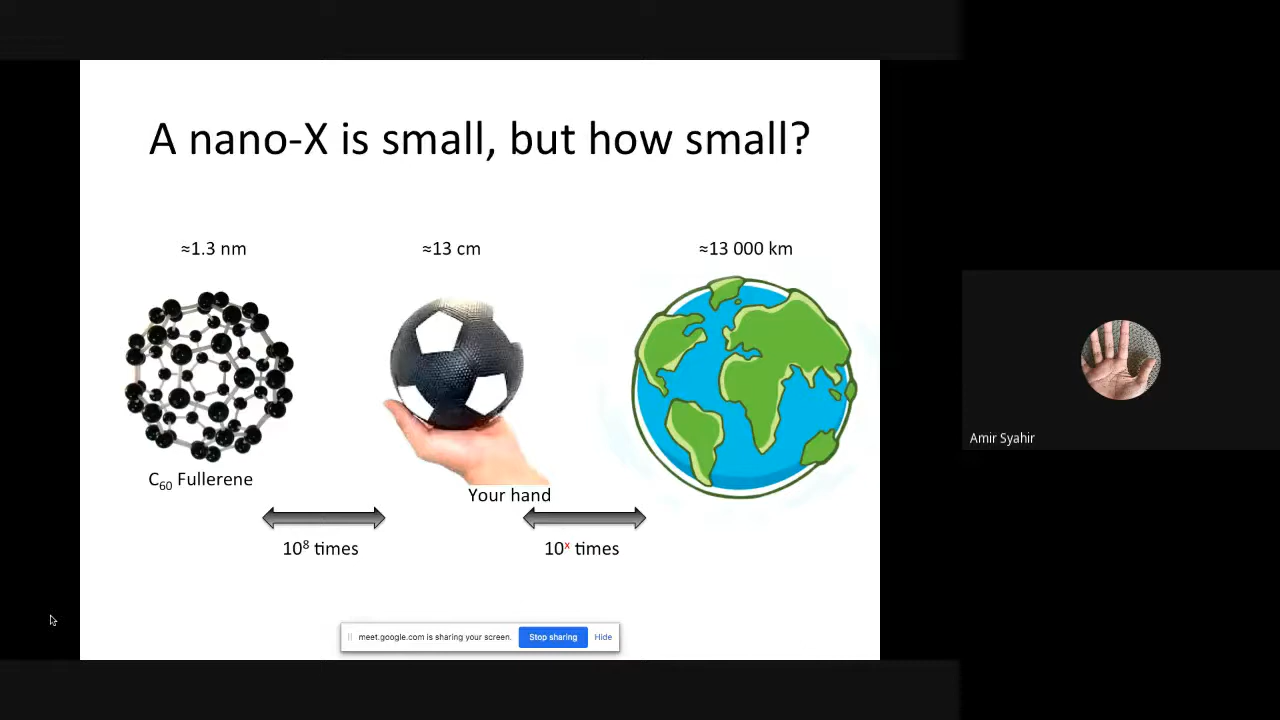 A nano-X is small, but how small?
≈1.3 nm
≈13 cm
≈13 000 km
C₆₀ Fullerene
Your hand
10⁸ times
10ˣ times
meet.google.com is sharing your screen.
Stop sharing
Hide
Amir Syahir